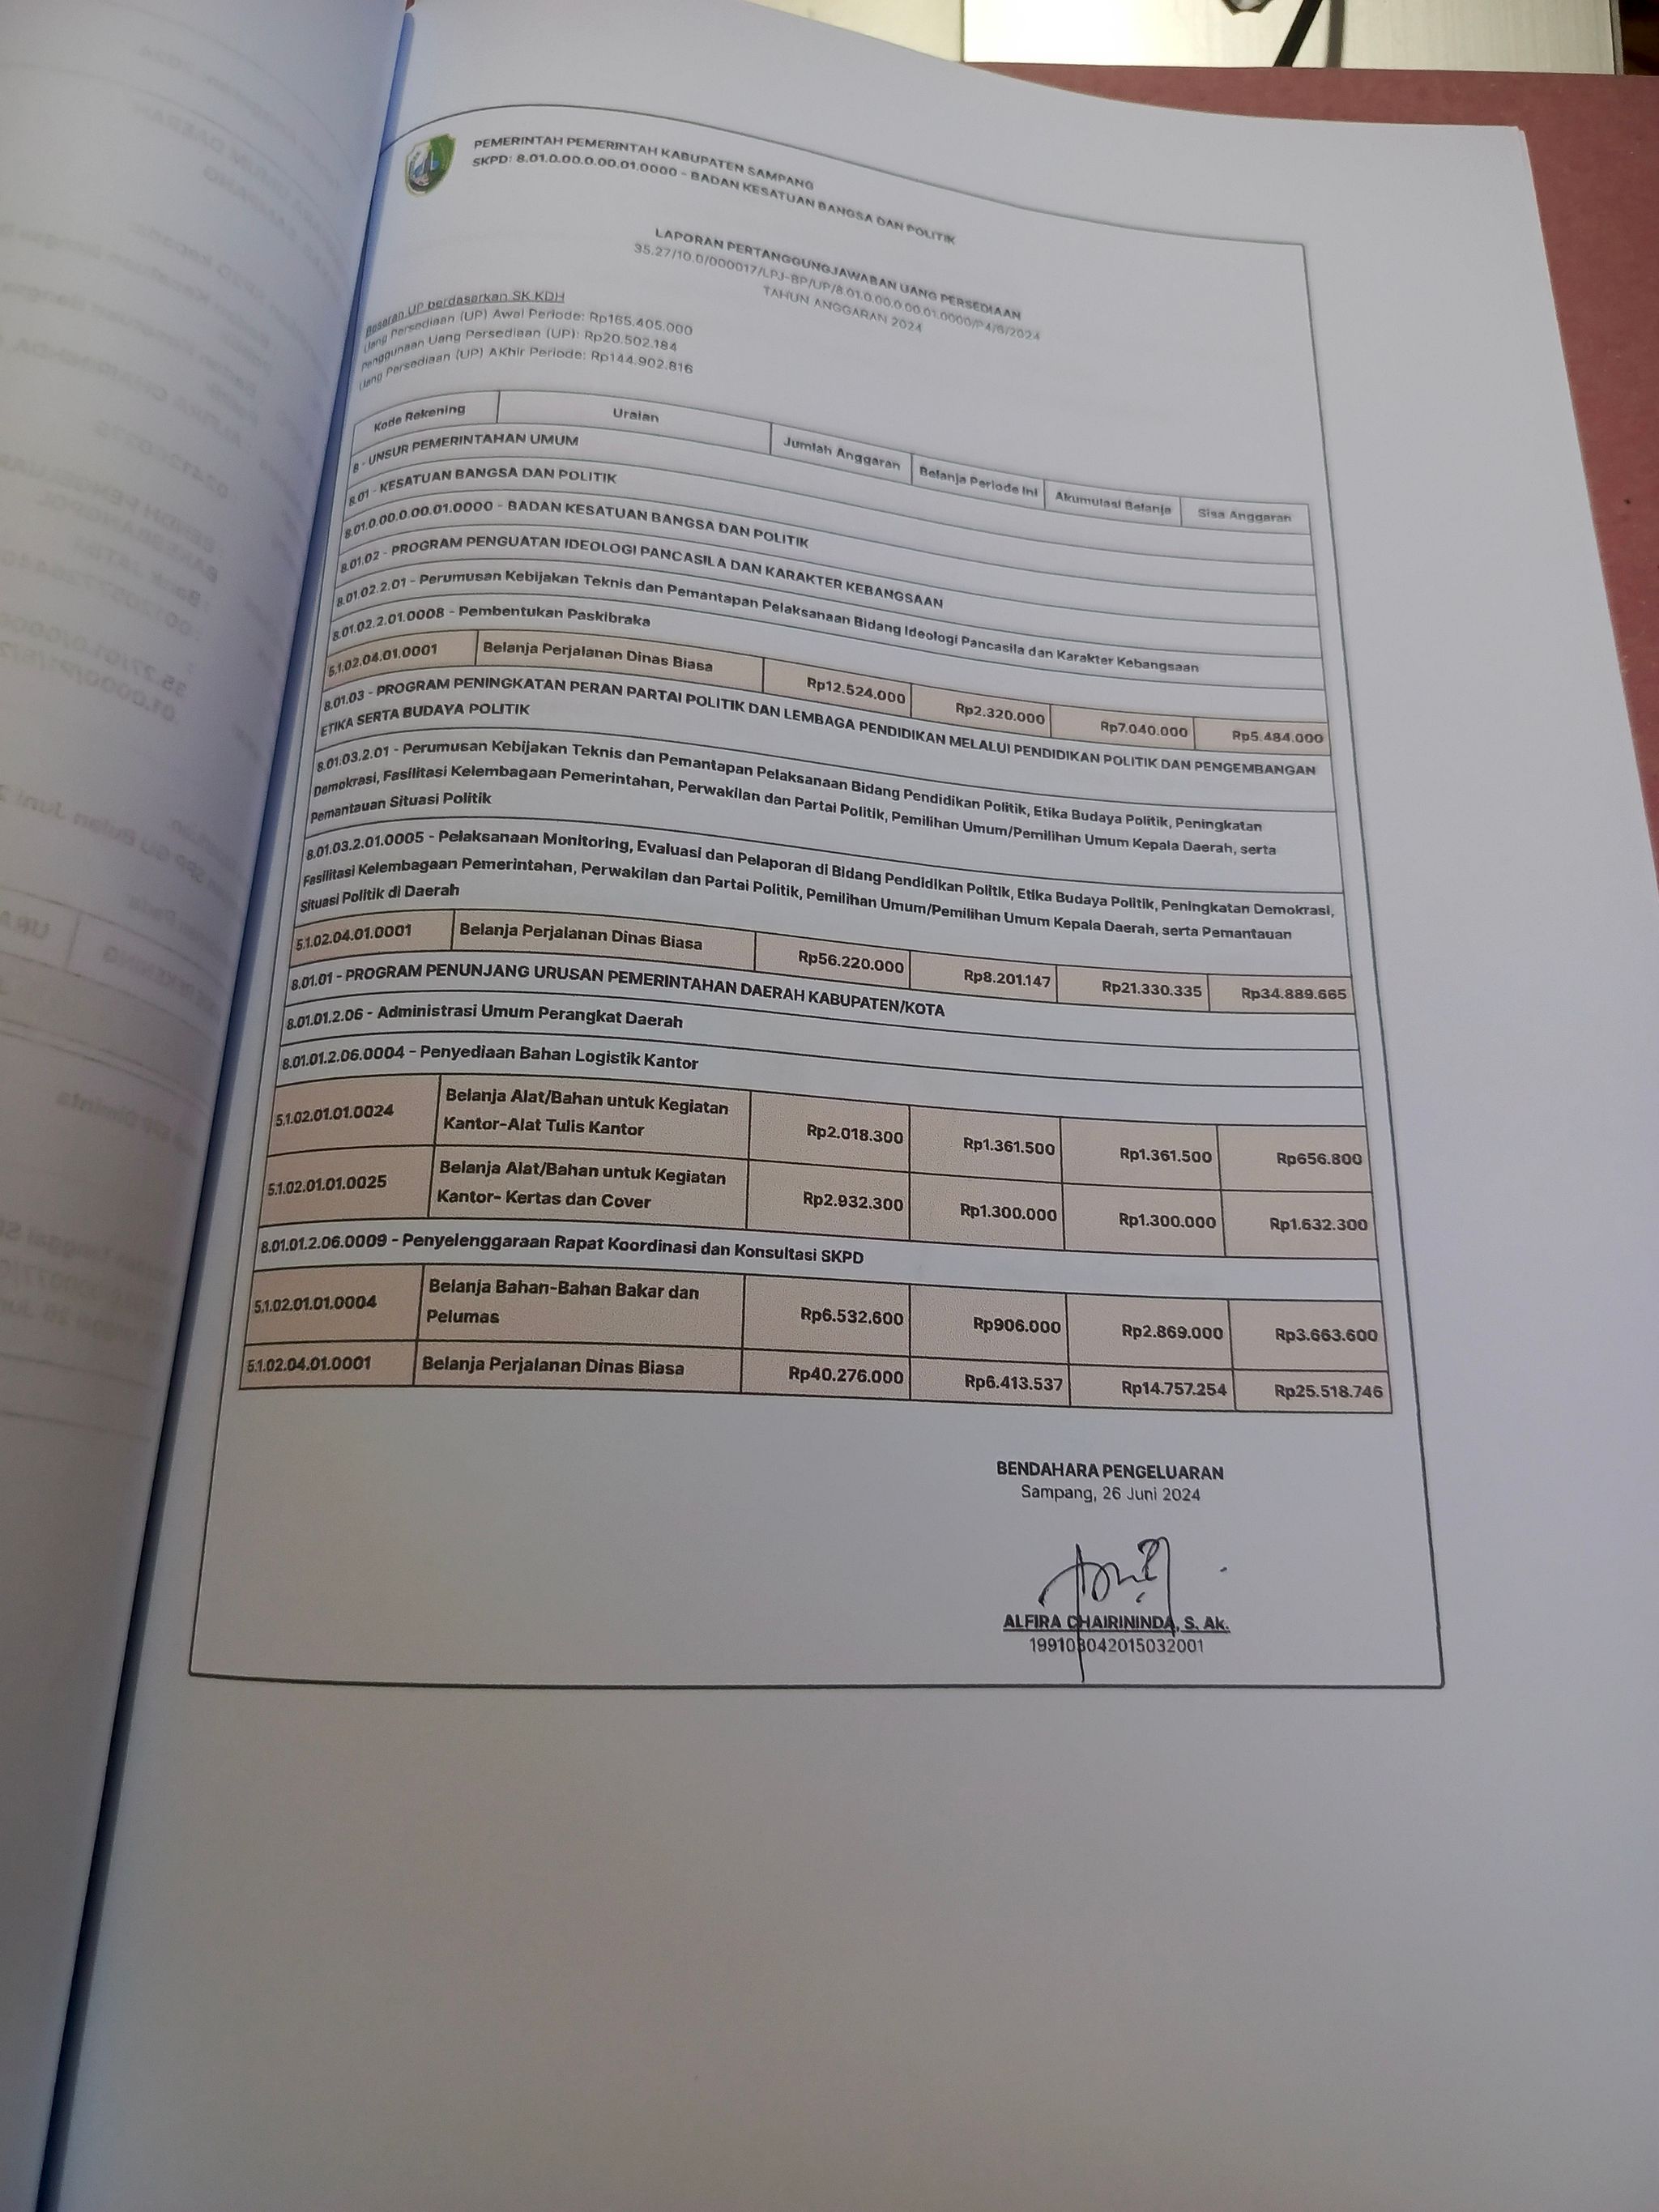 PEMERINTAH PEMERINTAH KABUPATEN SAMPANG
SKPD: 8.01.0.00.0.00.01.0000 - BADAN KESATUAN BANGSA DAN POLITIK
LAPORAN PERTANGGUNGJAWABAN UANG PERSEDIAAN
35.27/10.0/000017/LPJ-BP/UP/8.01.0.00.0.00.01.0000/P4/6/2024
TAHUN ANGGARAN 2024
Besaran UP berdasarkan SK KDH
Uang Persediaan (UP) Awal Periode: Rp165.405.000
Penggunaan Uang Persediaan (UP): Rp20.502.184
Uang Persediaan (UP) AKhir Periode: Rp144.902.816
Kode Rekening Uraian Jumlah Anggaran Belanja Periode Ini Akumulasi Belanja Sisa Anggaran
8 - UNSUR PEMERINTAHAN UMUM
8.01 - KESATUAN BANGSA DAN POLITIK
8.01.0.00.0.00.01.0000 - BADAN KESATUAN BANGSA DAN POLITIK
8.01.02 - PROGRAM PENGUATAN IDEOLOGI PANCASILA DAN KARAKTER KEBANGSAAN
8.01.02.2.01 - Perumusan Kebijakan Teknis dan Pemantapan Pelaksanaan Bidang Ideologi Pancasila dan Karakter Kebangsaan
8.01.02.2.01.0008 - Pembentukan Paskibraka
5.1.02.04.01.0001 Belanja Perjalanan Dinas Biasa Rp12.524.000 Rp2.320.000 Rp7.040.000 Rp5.484.000
8.01.03 - PROGRAM PENINGKATAN PERAN PARTAI POLITIK DAN LEMBAGA PENDIDIKAN MELALUI PENDIDIKAN POLITIK DAN PENGEMBANGAN
ETIKA SERTA BUDAYA POLITIK
8.01.03.2.01 - Perumusan Kebijakan Teknis dan Pemantapan Pelaksanaan Bidang Pendidikan Politik, Etika Budaya Politik, Peningkatan
Demokrasi, Fasilitasi Kelembagaan Pemerintahan, Perwakilan dan Partai Politik, Pemilihan Umum/Pemilihan Umum Kepala Daerah, serta
Pemantauan Situasi Politik
8.01.03.2.01.0005 - Pelaksanaan Monitoring, Evaluasi dan Pelaporan di Bidang Pendidikan Politik, Etika Budaya Politik, Peningkatan Demokrasi,
Fasilitasi Kelembagaan Pemerintahan, Perwakilan dan Partai Politik, Pemilihan Umum/Pemilihan Umum Kepala Daerah, serta Pemantauan
Situasi Politik di Daerah
5.1.02.04.01.0001 Belanja Perjalanan Dinas Biasa Rp56.220.000 Rp8.201.147 Rp21.330.335 Rp34.889.665
8.01.01 - PROGRAM PENUNJANG URUSAN PEMERINTAHAN DAERAH KABUPATEN/KOTA
8.01.01.2.06 - Administrasi Umum Perangkat Daerah
8.01.01.2.06.0004 - Penyediaan Bahan Logistik Kantor
5.1.02.01.01.0024 Belanja Alat/Bahan untuk Kegiatan Rp2.018.300 Rp1.361.500 Rp1.361.500 Rp656.800
Kantor-Alat Tulis Kantor
5.1.02.01.01.0025 Belanja Alat/Bahan untuk Kegiatan Rp2.932.300 Rp1.300.000 Rp1.300.000 Rp1.632.300
Kantor- Kertas dan Cover
8.01.01.2.06.0009 - Penyelenggaraan Rapat Koordinasi dan Konsultasi SKPD
5.1.02.01.01.0004 Belanja Bahan-Bahan Bakar dan Rp6.532.600 Rp906.000 Rp2.869.000 Rp3.663.600
Pelumas
5.1.02.04.01.0001 Belanja Perjalanan Dinas Biasa Rp40.276.000 Rp6.413.537 Rp14.757.254 Rp25.518.746
BENDAHARA PENGELUARAN
Sampang, 26 Juni 2024
ALFIRA CHAIRININDA, S. Ak.
199103042015032001